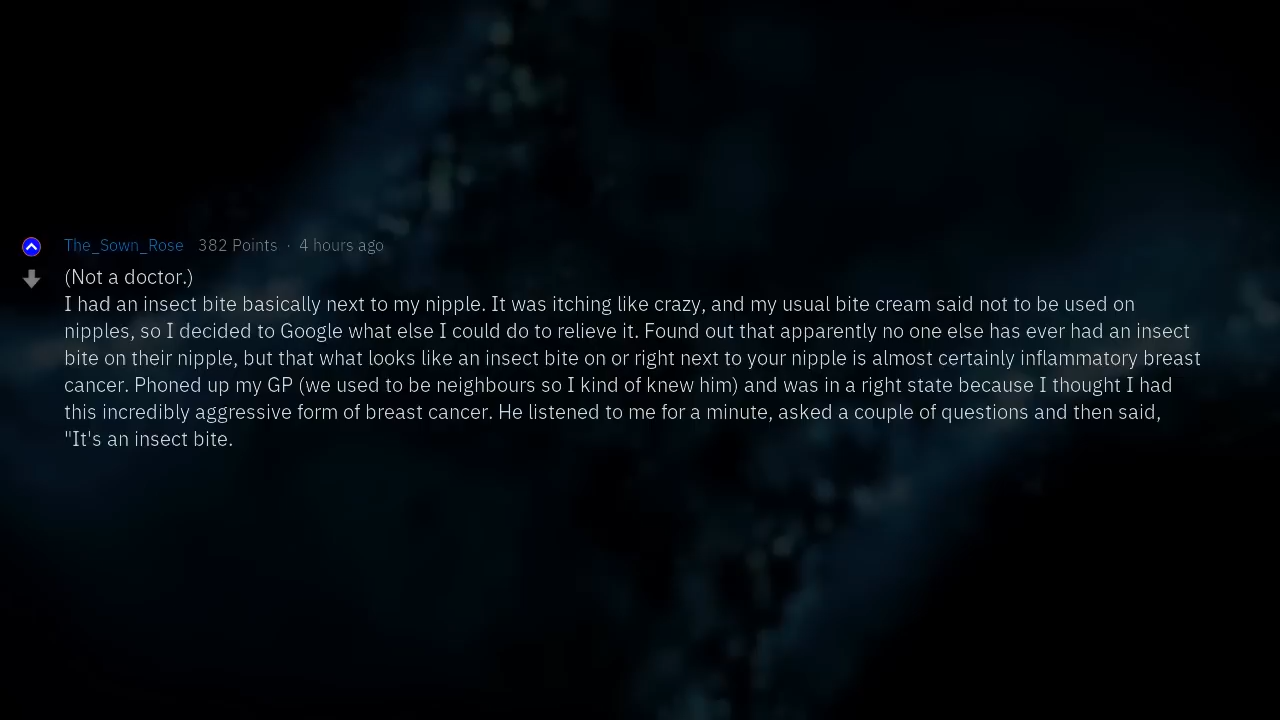 The_Sown_Rose 382 Points · 4 hours ago
(Not a doctor.)
I had an insect bite basically next to my nipple. It was itching like crazy, and my usual bite cream said not to be used on
nipples, so I decided to Google what else I could do to relieve it. Found out that apparently no one else has ever had an insect
bite on their nipple, but that what looks like an insect bite on or right next to your nipple is almost certainly inflammatory breast
cancer. Phoned up my GP (we used to be neighbours so I kind of knew him) and was in a right state because I thought I had
this incredibly aggressive form of breast cancer. He listened to me for a minute, asked a couple of questions and then said,
"It's an insect bite.